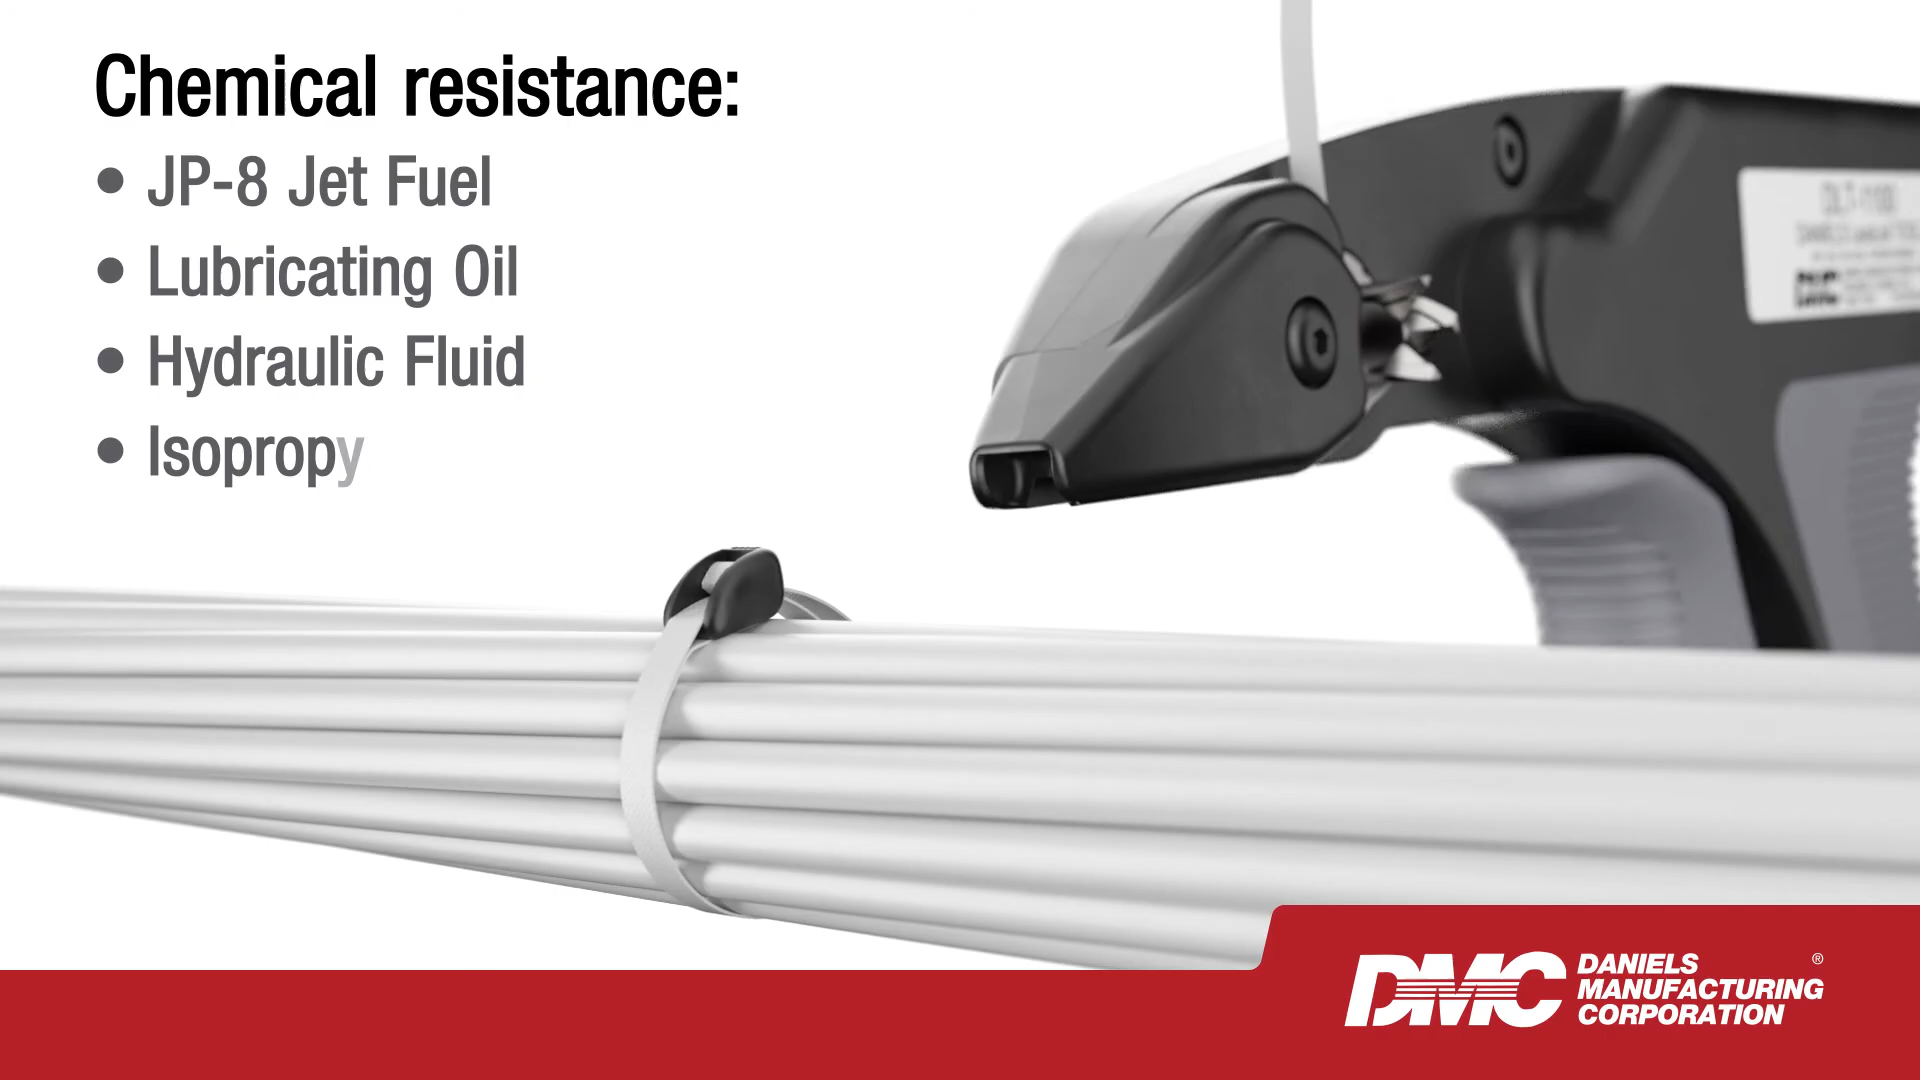 Chemical resistance:
• JP-8 Jet Fuel
• Lubricating Oil
• Hydraulic Fluid
• Isopropy
DMC DANIELS
MANUFACTURING
CORPORATION ®